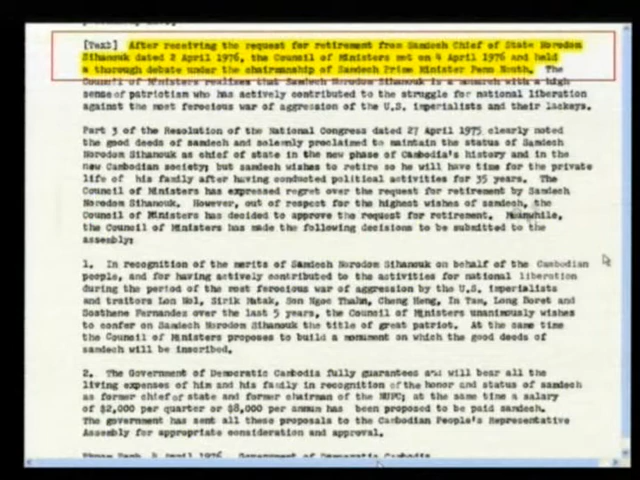 [Text] After receiving the request for retirement from Samdech Chief of State Norodom
Sihanouk dated 2 April 1976, the Council of Ministers met on 4 April 1976 and held
a thorough debate under the chairmanship of Samdech Prime Minister Penn Nouth. The
Council of Ministers realizes that Samdech Norodom Sihanouk is a monarch with a high
sense of patriotism who has actively contributed to the struggle for national liberation
against the most ferocious war of aggression of the U.S. imperialists and their lackeys.
Part 3 of the Resolution of the National Congress dated 27 April 1975 clearly noted
the good deeds of samdech and solemnly proclaimed to maintain the status of Samdech
Norodom Sihanouk as chief of state in the new phase of Cambodia's history and in the
new Cambodian society; but samdech wishes to retire so he will have time for the private
life of his family after having conducted political activities for 35 years. The
Council of Ministers has expressed regret over the request for retirement by Samdech
Norodom Sihanouk. However, out of respect for the highest wishes of samdech, the
Council of Ministers has decided to approve the request for retirement. Meanwhile,
the Council of Ministers has made the following decisions to be submitted to the
assembly:
1. In recognition of the merits of Samdech Norodom Sihanouk on behalf of the Cambodian
people, and for having actively contributed to the activities for national liberation
during the period of the most ferocious war of aggression by the U.S. imperialists
and traitors Lon Nol, Sirik Matak, Son Ngoc Thahn, Cheng Heng, In Tam, Long Boret and
Sosthene Fernandez over the last 5 years, the Council of Ministers unanimously wishes
to confer on Samdech Norodom Sihanouk the title of great patriot. At the same time
the Council of Ministers proposes to build a monument on which the good deeds of
samdech will be inscribed.
2. The Government of Democratic Cambodia fully guarantees and will bear all the
living expenses of him and his family in recognition of the honor and status of samdech
as former chief of state and former chairman of the NUFC; at the same time a salary
of $2,000 per quarter or $8,000 per annum has been proposed to be paid samdech.
The government has sent all these proposals to the Cambodian People's Representative
Assembly for appropriate consideration and approval.
April 1976 Government of Democratic Cambodia